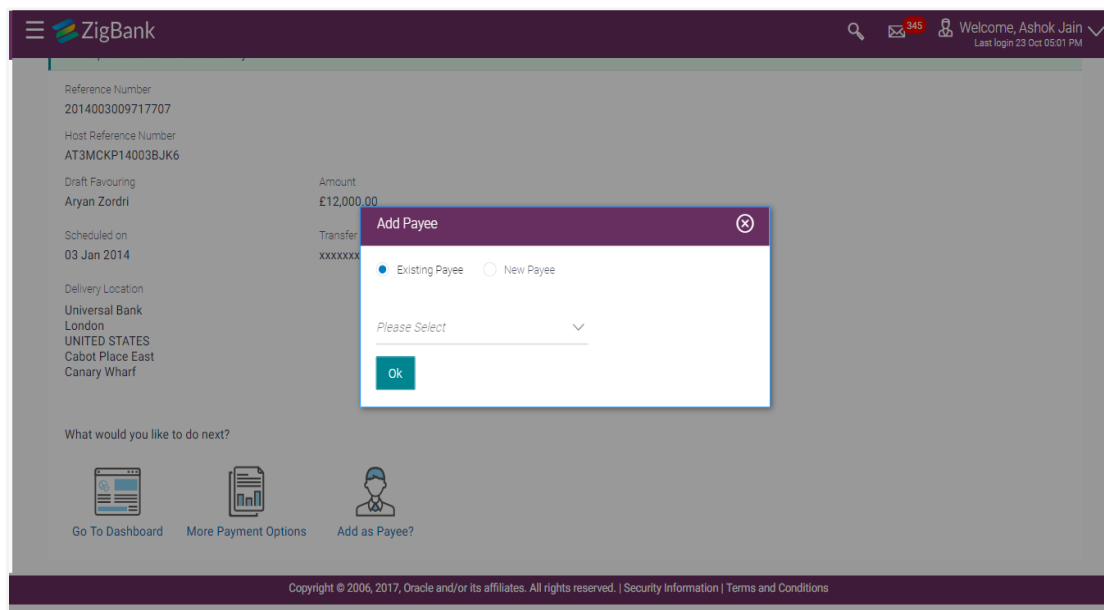 ZigBank
345
Welcome, Ashok Jain
Last login 23 Oct 05:01 PM
Reference Number
2014003009717707
Host Reference Number
AT3MCKP14003BJK6
Draft Favouring
Amount
Aryan Zordri
£12,000.00
Scheduled on
Transfer
03 Jan 2014
xxxxxxx
Delivery Location
Universal Bank
London
UNITED STATES
Cabot Place East
Canary Wharf
Add Payee
Existing Payee
New Payee
Please Select
Ok
What would you like to do next?
Go To Dashboard
More Payment Options
Add as Payee?
Copyright © 2006, 2017, Oracle and/or its affiliates. All rights reserved. | Security Information | Terms and Conditions